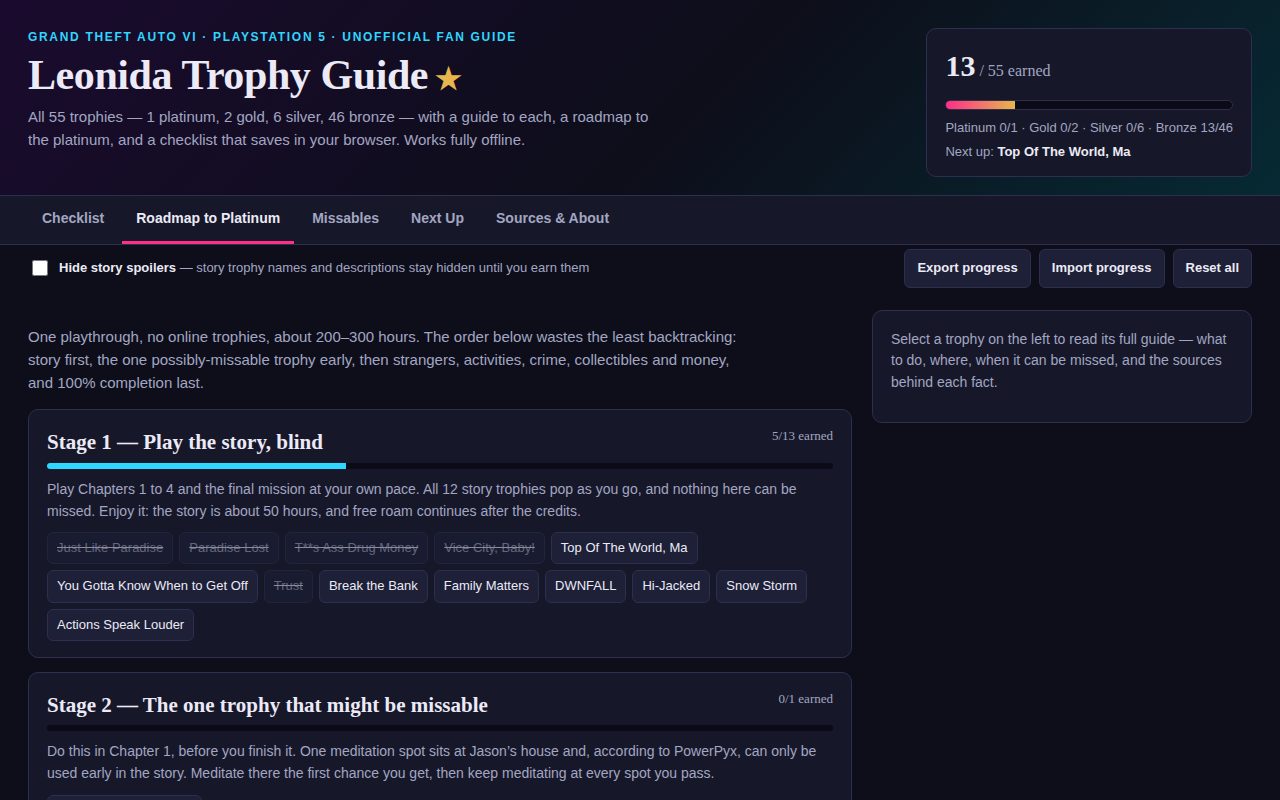 GRAND THEFT AUTO VI · PLAYSTATION 5 · UNOFFICIAL FAN GUIDE
Leonida Trophy Guide ★
All 55 trophies — 1 platinum, 2 gold, 6 silver, 46 bronze — with a guide to each, a roadmap to
the platinum, and a checklist that saves in your browser. Works fully offline.
13 / 55 earned
Platinum 0/1 · Gold 0/2 · Silver 0/6 · Bronze 13/46
Next up: Top Of The World, Ma
Checklist
Roadmap to Platinum
Missables
Next Up
Sources & About
Hide story spoilers — story trophy names and descriptions stay hidden until you earn them
Export progress
Import progress
Reset all
One playthrough, no online trophies, about 200–300 hours. The order below wastes the least backtracking:
story first, the one possibly-missable trophy early, then strangers, activities, crime, collectibles and money,
and 100% completion last.
Select a trophy on the left to read its full guide — what
to do, where, when it can be missed, and the sources
behind each fact.
Stage 1 — Play the story, blind
5/13 earned
Play Chapters 1 to 4 and the final mission at your own pace. All 12 story trophies pop as you go, and nothing here can be
missed. Enjoy it: the story is about 50 hours, and free roam continues after the credits.
Just Like Paradise
Paradise Lost
T**s Ass Drug Money
Vice City, Baby!
Top Of The World, Ma
You Gotta Know When to Get Off
Trust
Break the Bank
Family Matters
DWNFALL
Hi-Jacked
Snow Storm
Actions Speak Louder
Stage 2 — The one trophy that might be missable
0/1 earned
Do this in Chapter 1, before you finish it. One meditation spot sits at Jason's house and, according to PowerPyx, can only be
used early in the story. Meditate there the first chance you get, then keep meditating at every spot you pass.